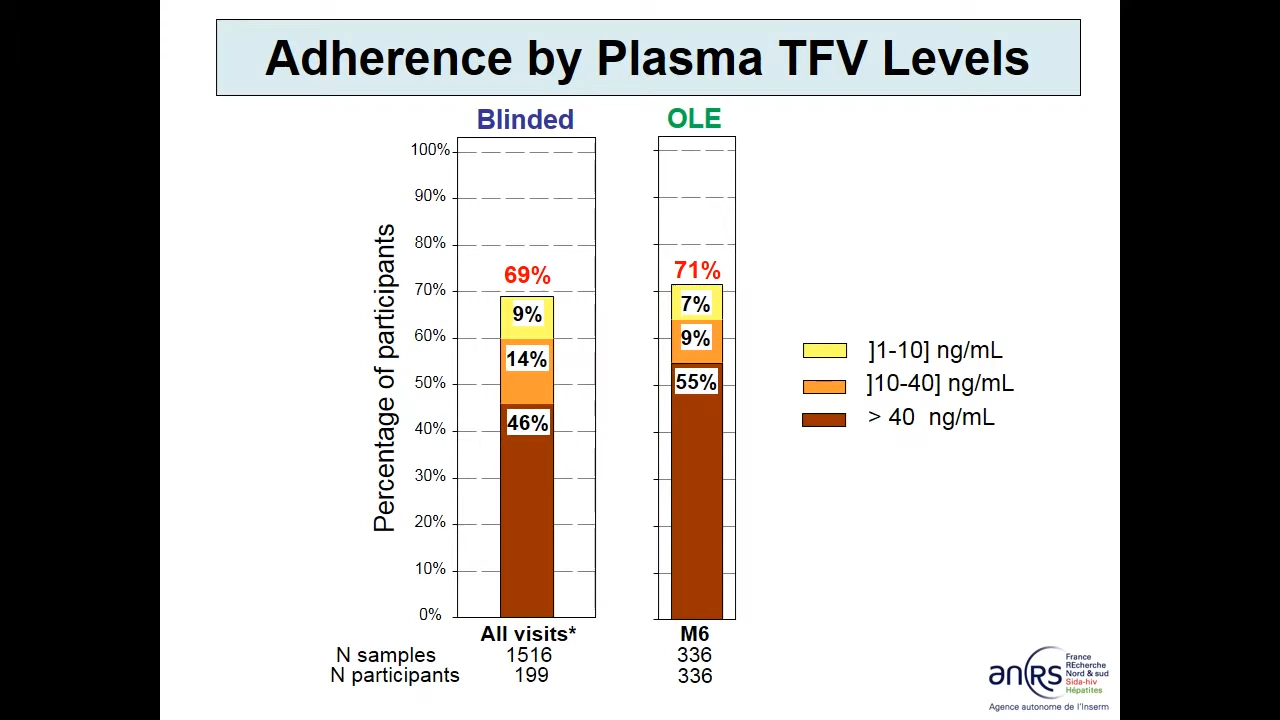 Adherence by Plasma TFV Levels
Blinded
OLE
Percentage of participants
100%
90%
80%
70%
60%
50%
40%
30%
20%
10%
0%
69%
9%
14%
46%
71%
7%
9%
55%
]1-10] ng/mL
]10-40] ng/mL
> 40 ng/mL
All visits* M6
N samples 1516 336
N participants 199 336
anRS
France
REcherche
Nord & sud
Sida-hiv
Hépatites
Agence autonome de l'Inserm